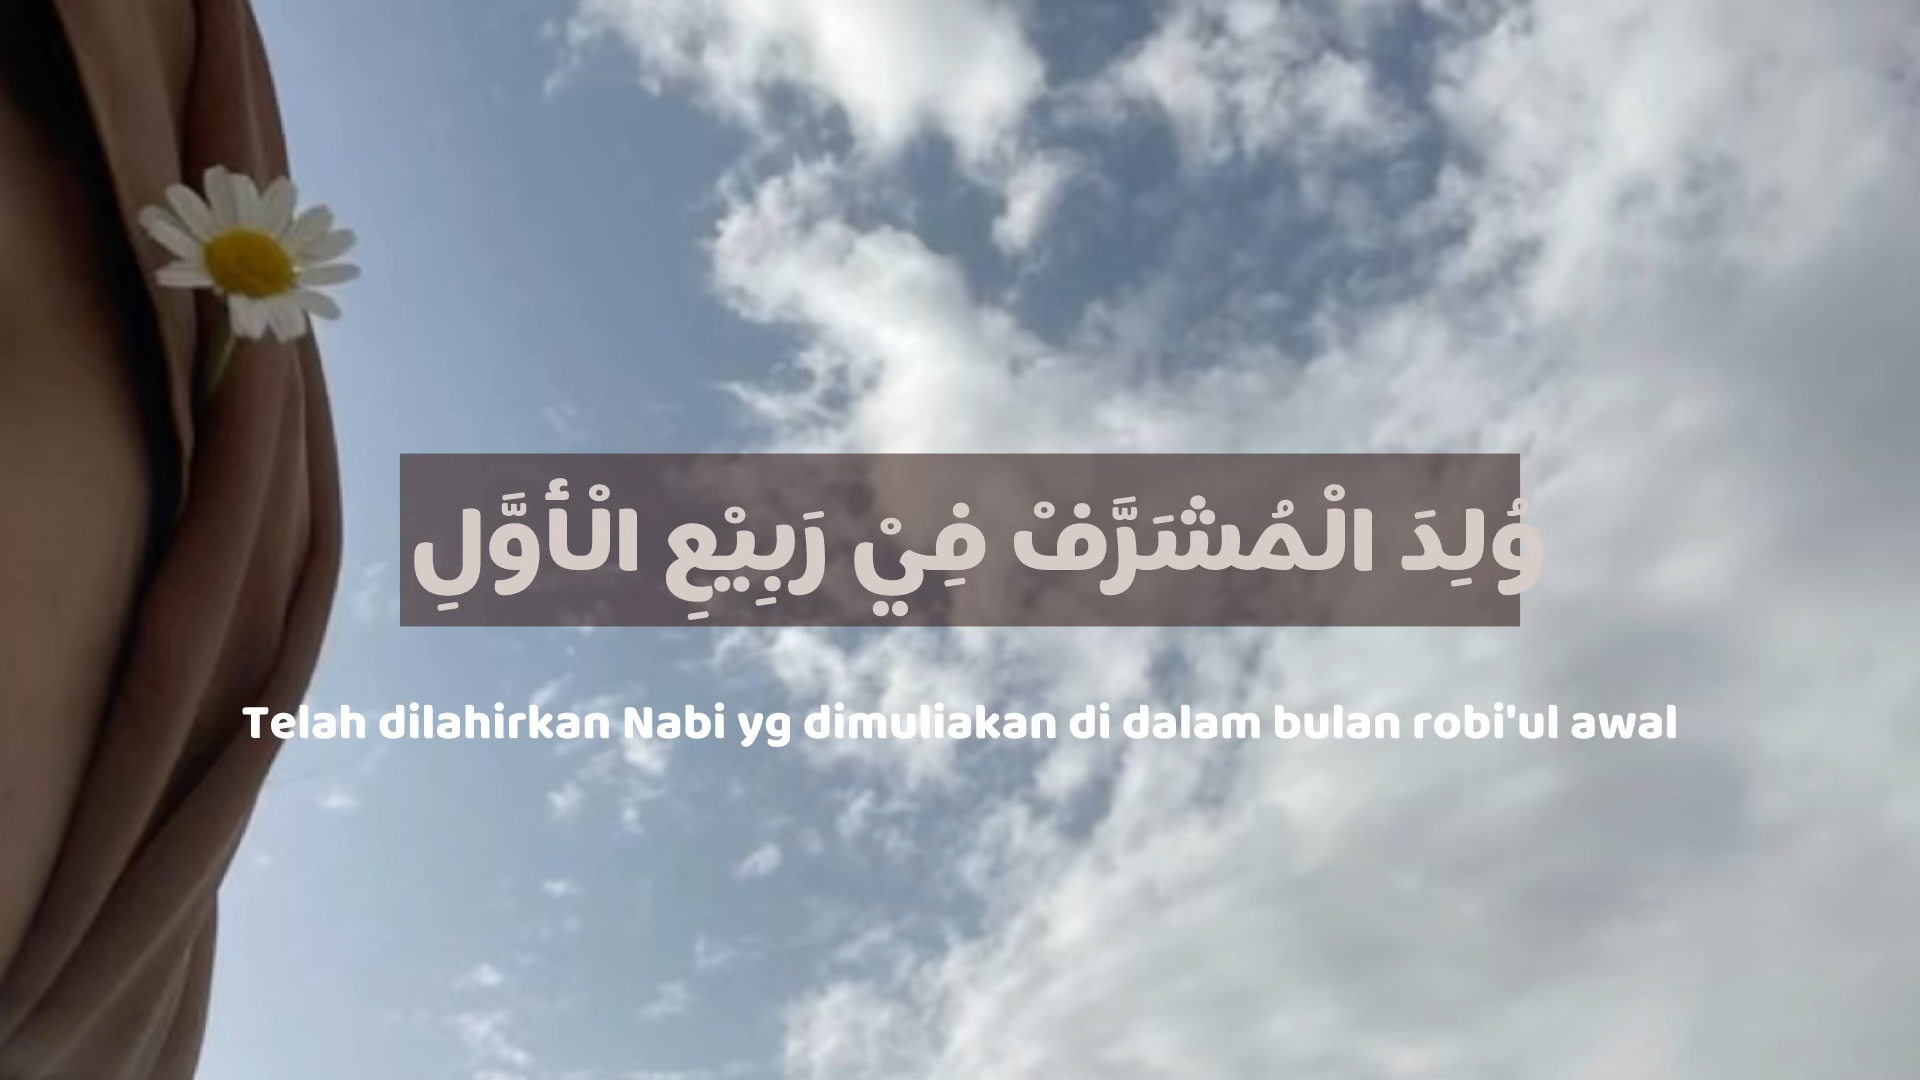 وُلِدَ الْمُشَرَّفْ فِيْ رَبِيْعِ الْأَوَّلِ
Telah dilahirkan Nabi yg dimuliakan di dalam bulan robi'ul awal